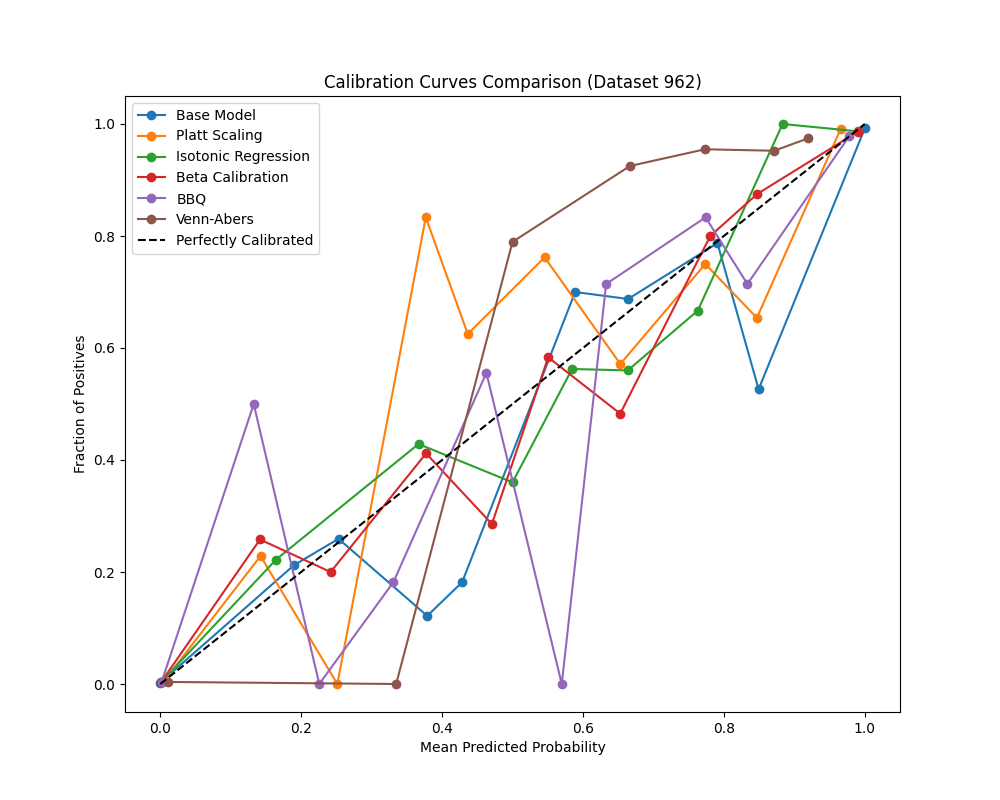 Calibration Curves Comparison (Dataset 962)
Base Model
Platt Scaling
Isotonic Regression
Beta Calibration
BBQ
Venn-Abers
Perfectly Calibrated
1.0
0.8
0.6
0.4
0.2
0.0
Fraction of Positives
0.0 0.2 0.4 0.6 0.8 1.0
Mean Predicted Probability